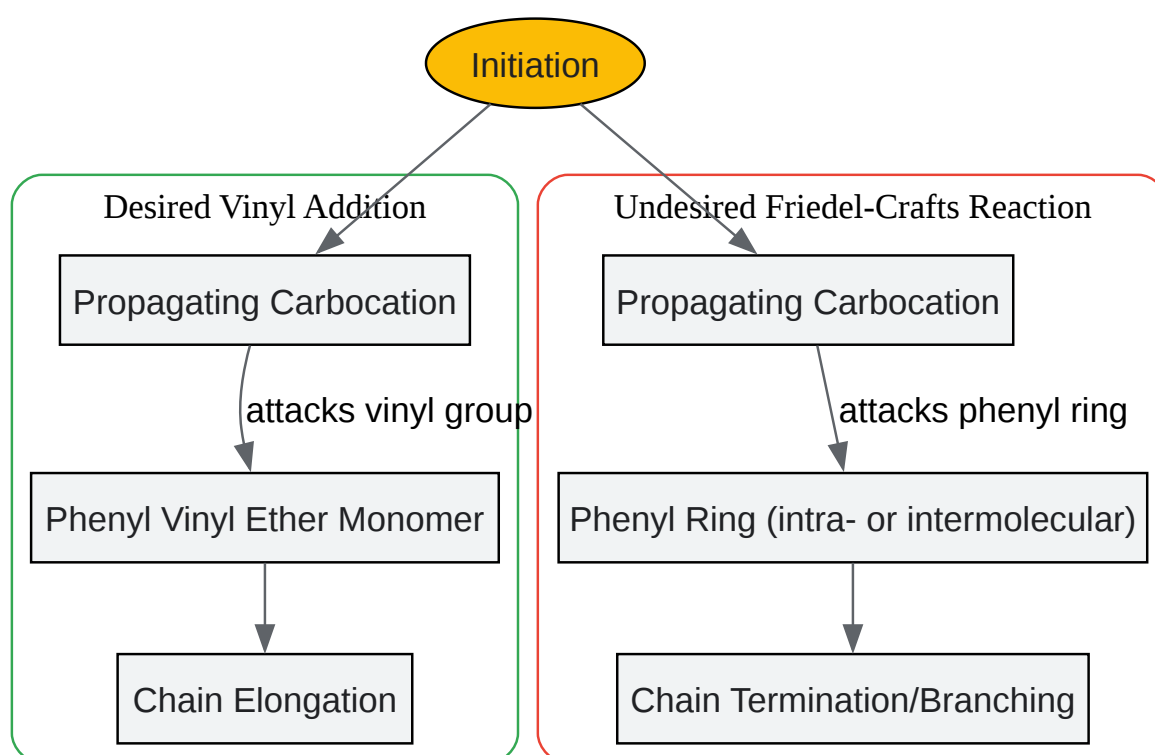 Initiation
Desired Vinyl Addition
Propagating Carbocation
attacks vinyl group
Phenyl Vinyl Ether Monomer
Chain Elongation
Undesired Friedel-Crafts Reaction
Propagating Carbocation
attacks phenyl ring
Phenyl Ring (intra- or intermolecular)
Chain Termination/Branching